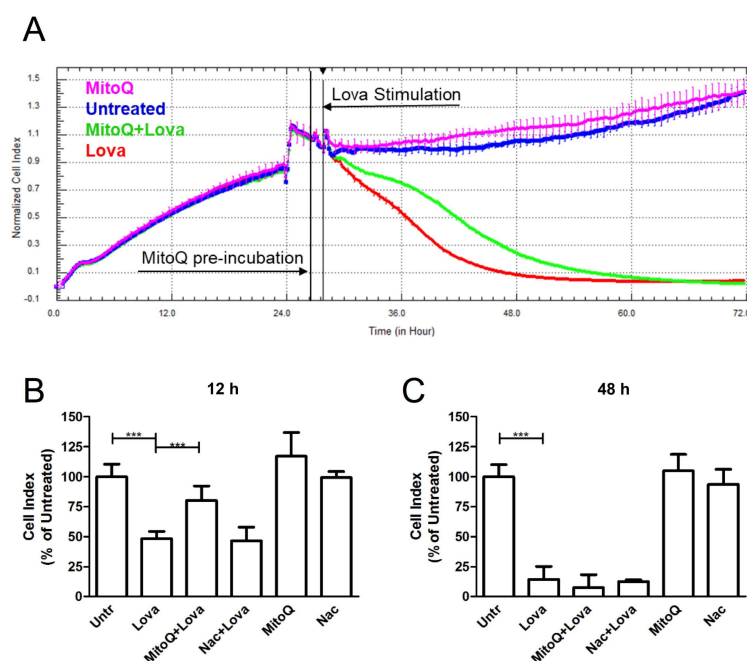 A
1.5
1.3
1.1
0.9
0.7
0.5
0.3
0.1
-0.1
Normalized Cell Index
MitoQ
Untreated
MitoQ+Lova
Lova
Lova Stimulation
MitoQ pre-incubation
0.0 12.0 24.0 36.0 48.0 60.0 72.0
Time (in Hour)
B
12 h
150
125
100
75
50
25
0
Cell Index
(% of Untreated)
***
***
Untr Lova MitoQ+Lova Nac+Lova MitoQ Nac
C
48 h
150
125
100
75
50
25
0
Cell Index
(% of Untreated)
***
Untr Lova MitoQ+Lova Nac+Lova MitoQ Nac